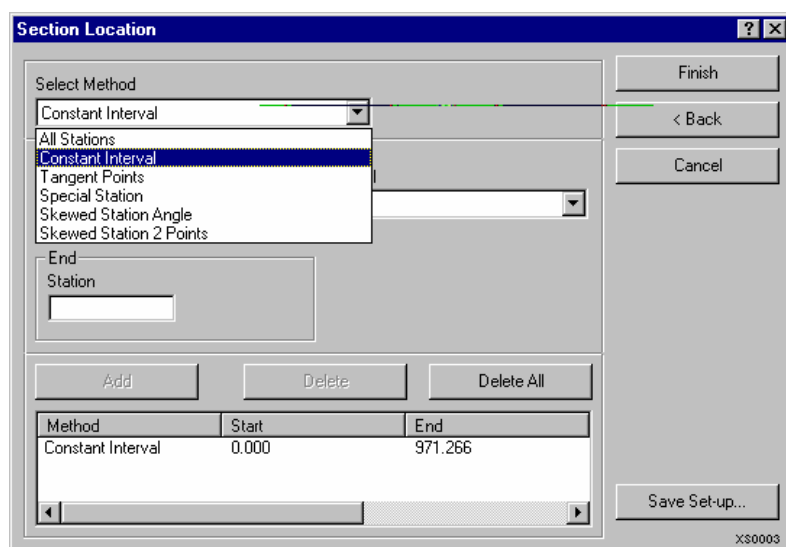 Section Location
Finish
Select Method
Constant Interval
< Back
All Stations
Constant Interval
Cancel
Tangent Points
Special Station
Skewed Station Angle
Skewed Station 2 Points
End
Station
Add Delete Delete All
Method Start End
Constant Interval 0.000 971.266
Save Set-up...
XS0003